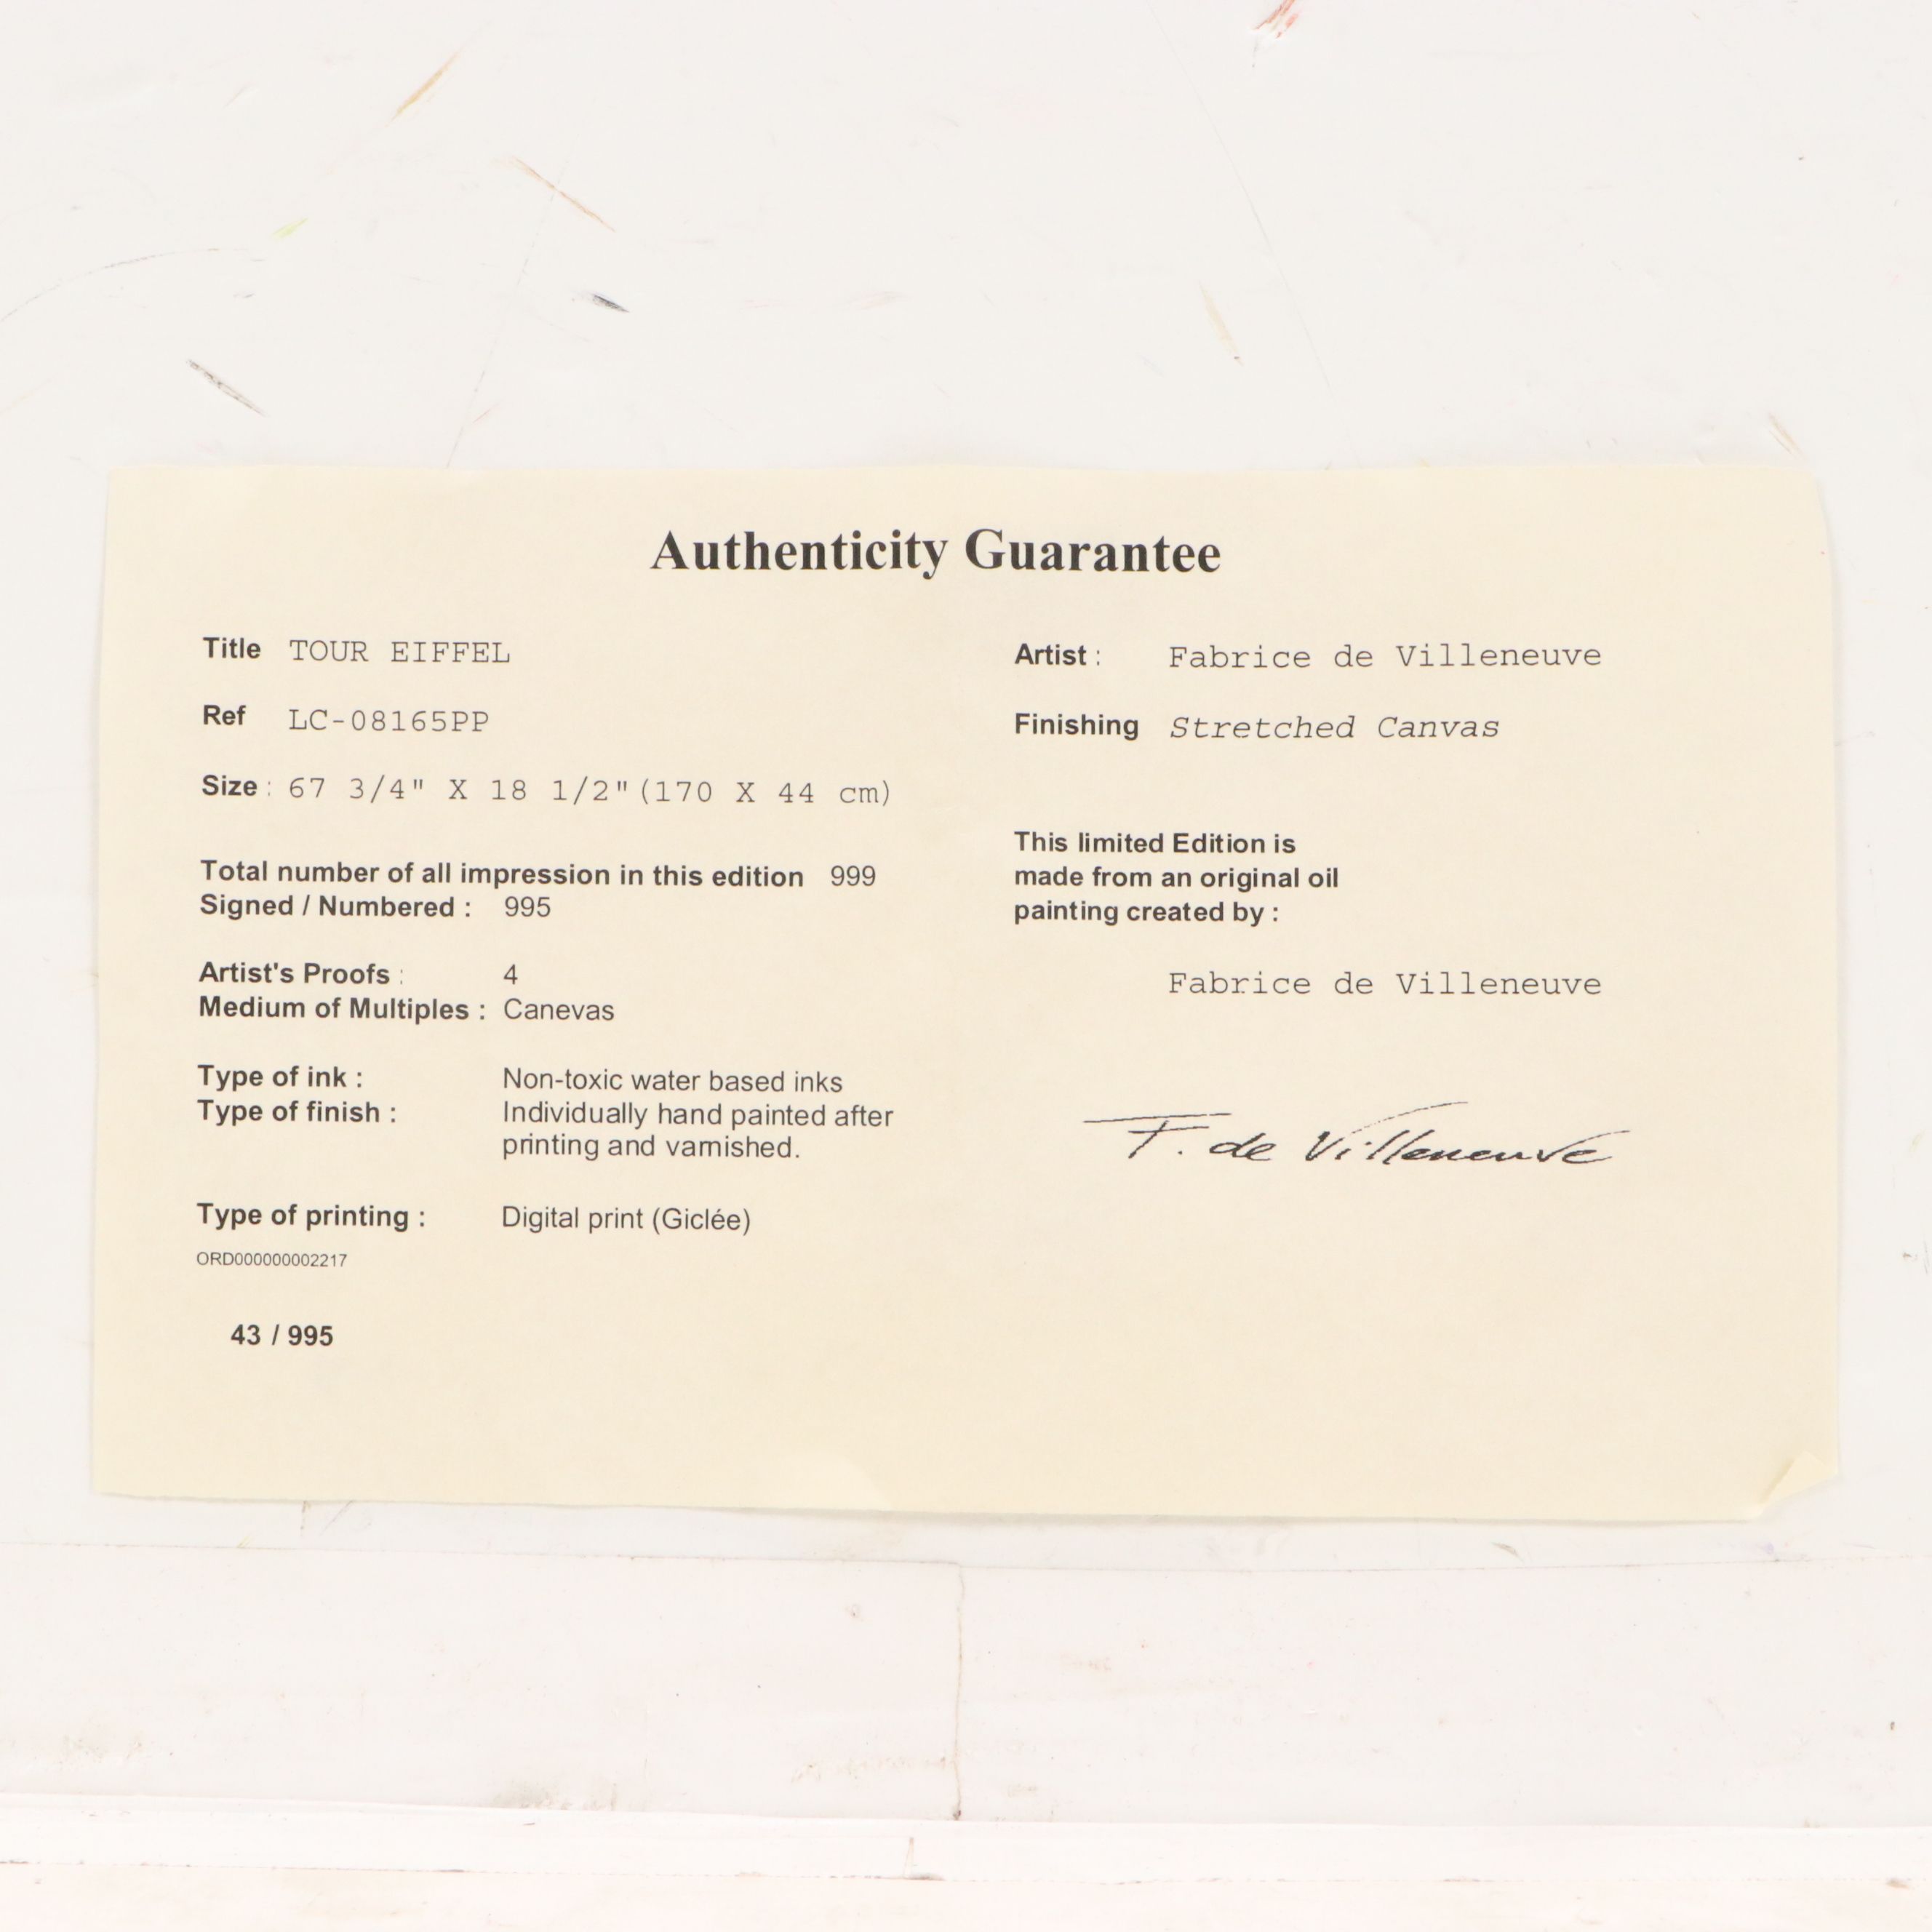 Authenticity Guarantee
Title TOUR EIFFEL
Ref LC-08165PP
Size : 67 3/4" X 18 1/2"(170 X 44 cm)
Total number of all impression in this edition 999
Signed / Numbered : 995
Artist's Proofs : 4
Medium of Multiples : Canevas
Type of ink : Non-toxic water based inks
Type of finish : Individually hand painted after
printing and varnished.
Type of printing : Digital print (Giclée)
ORD000000002217
43 / 995
Artist : Fabrice de Villeneuve
Finishing Stretched Canvas
This limited Edition is
made from an original oil
painting created by :
Fabrice de Villeneuve
F. de Villeneuve